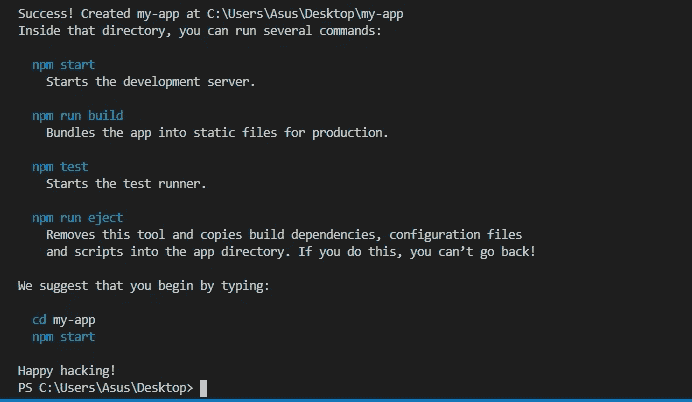 Success! Created my-app at C:\Users\Asus\Desktop\my-app
Inside that directory, you can run several commands:
npm start
Starts the development server.
npm run build
Bundles the app into static files for production.
npm test
Starts the test runner.
npm run eject
Removes this tool and copies build dependencies, configuration files
and scripts into the app directory. If you do this, you can’t go back!
We suggest that you begin by typing:
cd my-app
npm start
Happy hacking!
PS C:\Users\Asus\Desktop>